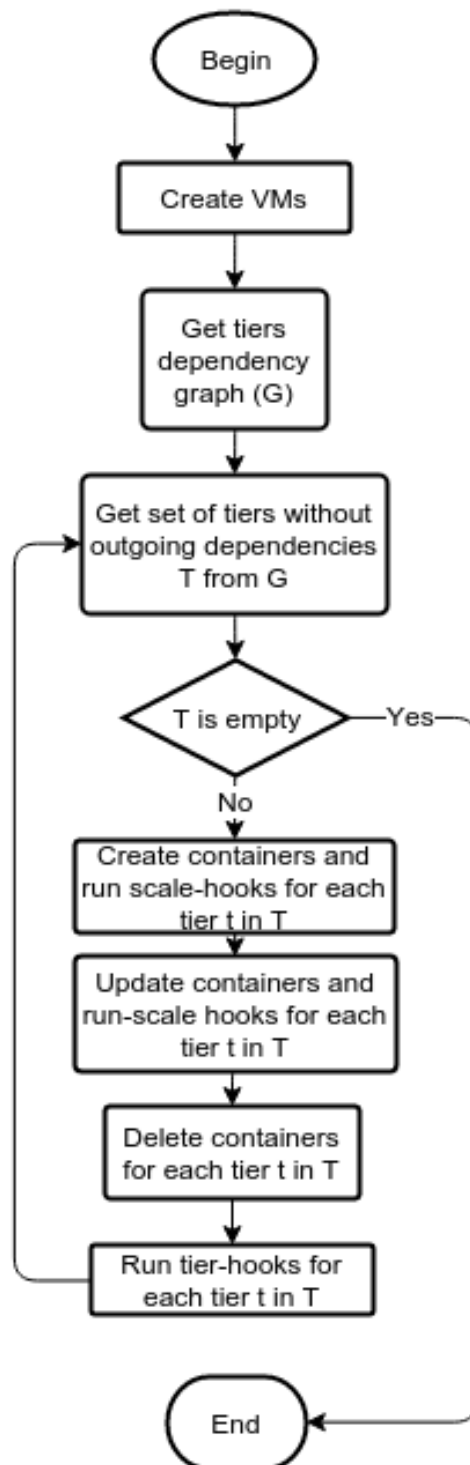 Begin
Create VMs
Get tiers
dependency
graph (G)
Get set of tiers without
outgoing dependencies
T from G
T is empty
Yes
No
Create containers and
run scale-hooks for each
tier t in T
Update containers and
run-scale hooks for each
tier t in T
Delete containers
for each tier t in T
Run tier-hooks for
each tier t in T
End